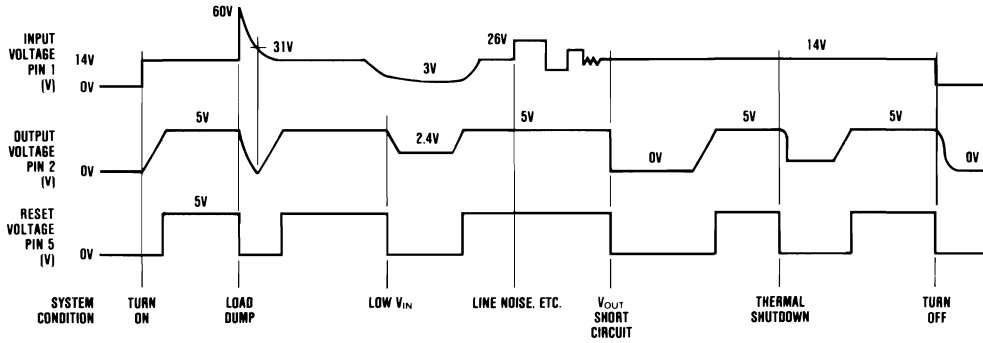 60V
INPUT
VOLTAGE
PIN 1
(V)
14V
0V
31V
3V
26V
14V
OUTPUT
VOLTAGE
PIN 2
(V)
0V
5V
2.4V
5V
0V
5V
5V
0V
RESET
VOLTAGE
PIN 5
(V)
0V
5V
SYSTEM
CONDITION
TURN
ON
LOAD
DUMP
LOW VIN
LINE NOISE, ETC.
VOUT
SHORT
CIRCUIT
THERMAL
SHUTDOWN
TURN
OFF